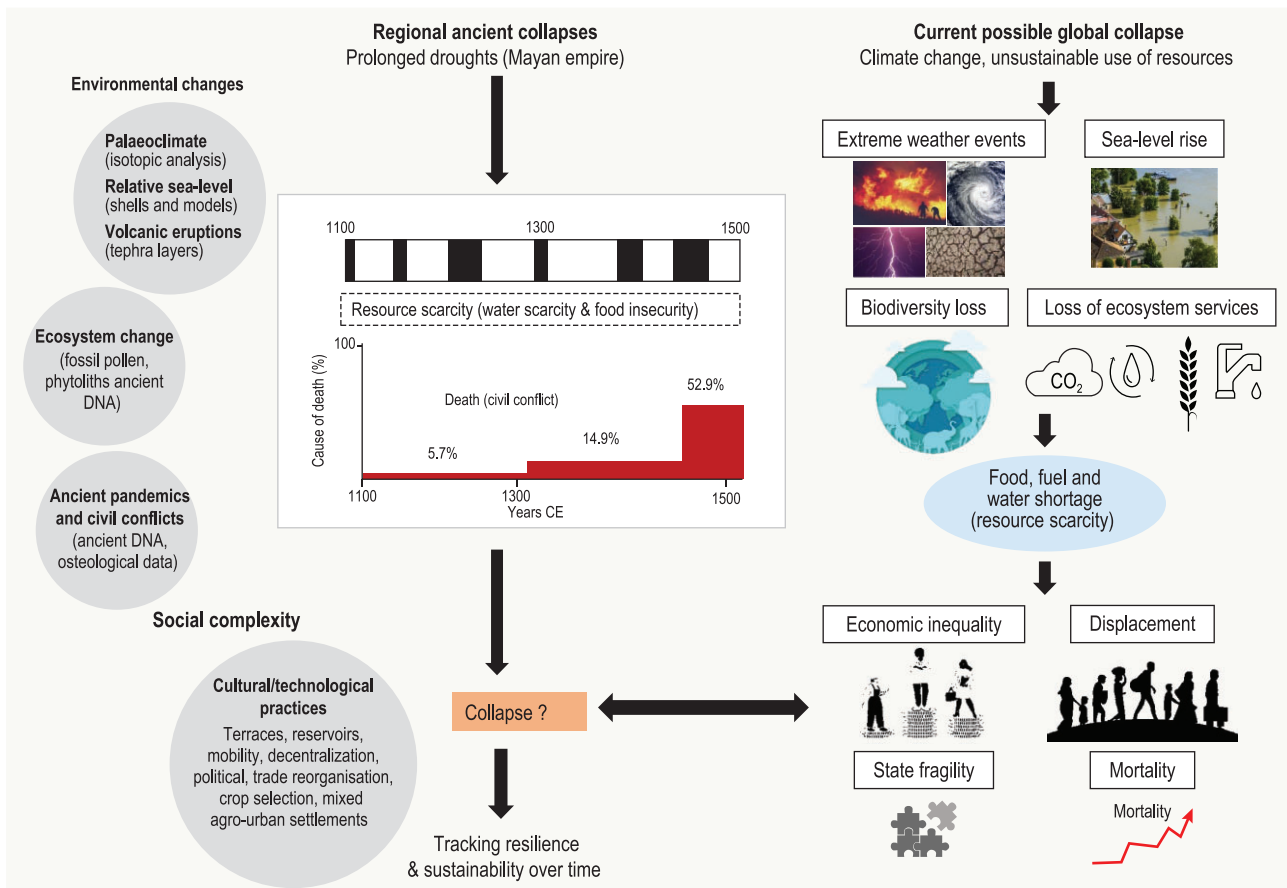 Regional ancient collapses
Prolonged droughts (Mayan empire)
Current possible global collapse
Climate change, unsustainable use of resources
Environmental changes
Palaeoclimate
(isotopic analysis)
Relative sea-level
(shells and models)
Volcanic eruptions
(tephra layers)
Ecosystem change
(fossil pollen,
phytoliths ancient
DNA)
Ancient pandemics
and civil conflicts
(ancient DNA,
osteological data)
Social complexity
Cultural/technological
practices
Terraces, reservoirs,
mobility, decentralization,
political, trade reorganisation,
crop selection, mixed
agro-urban settlements
1100
1300
1500
Resource scarcity (water scarcity & food insecurity)
100
Cause of death (%)
Death (civil conflict)
5.7%
14.9%
52.9%
1100
1300
1500
Years CE
Collapse ?
Tracking resilience
& sustainability over time
Extreme weather events
Sea-level rise
Biodiversity loss
Loss of ecosystem services
CO2
Food, fuel and
water shortage
(resource scarcity)
Economic inequality
Displacement
State fragility
Mortality
Mortality